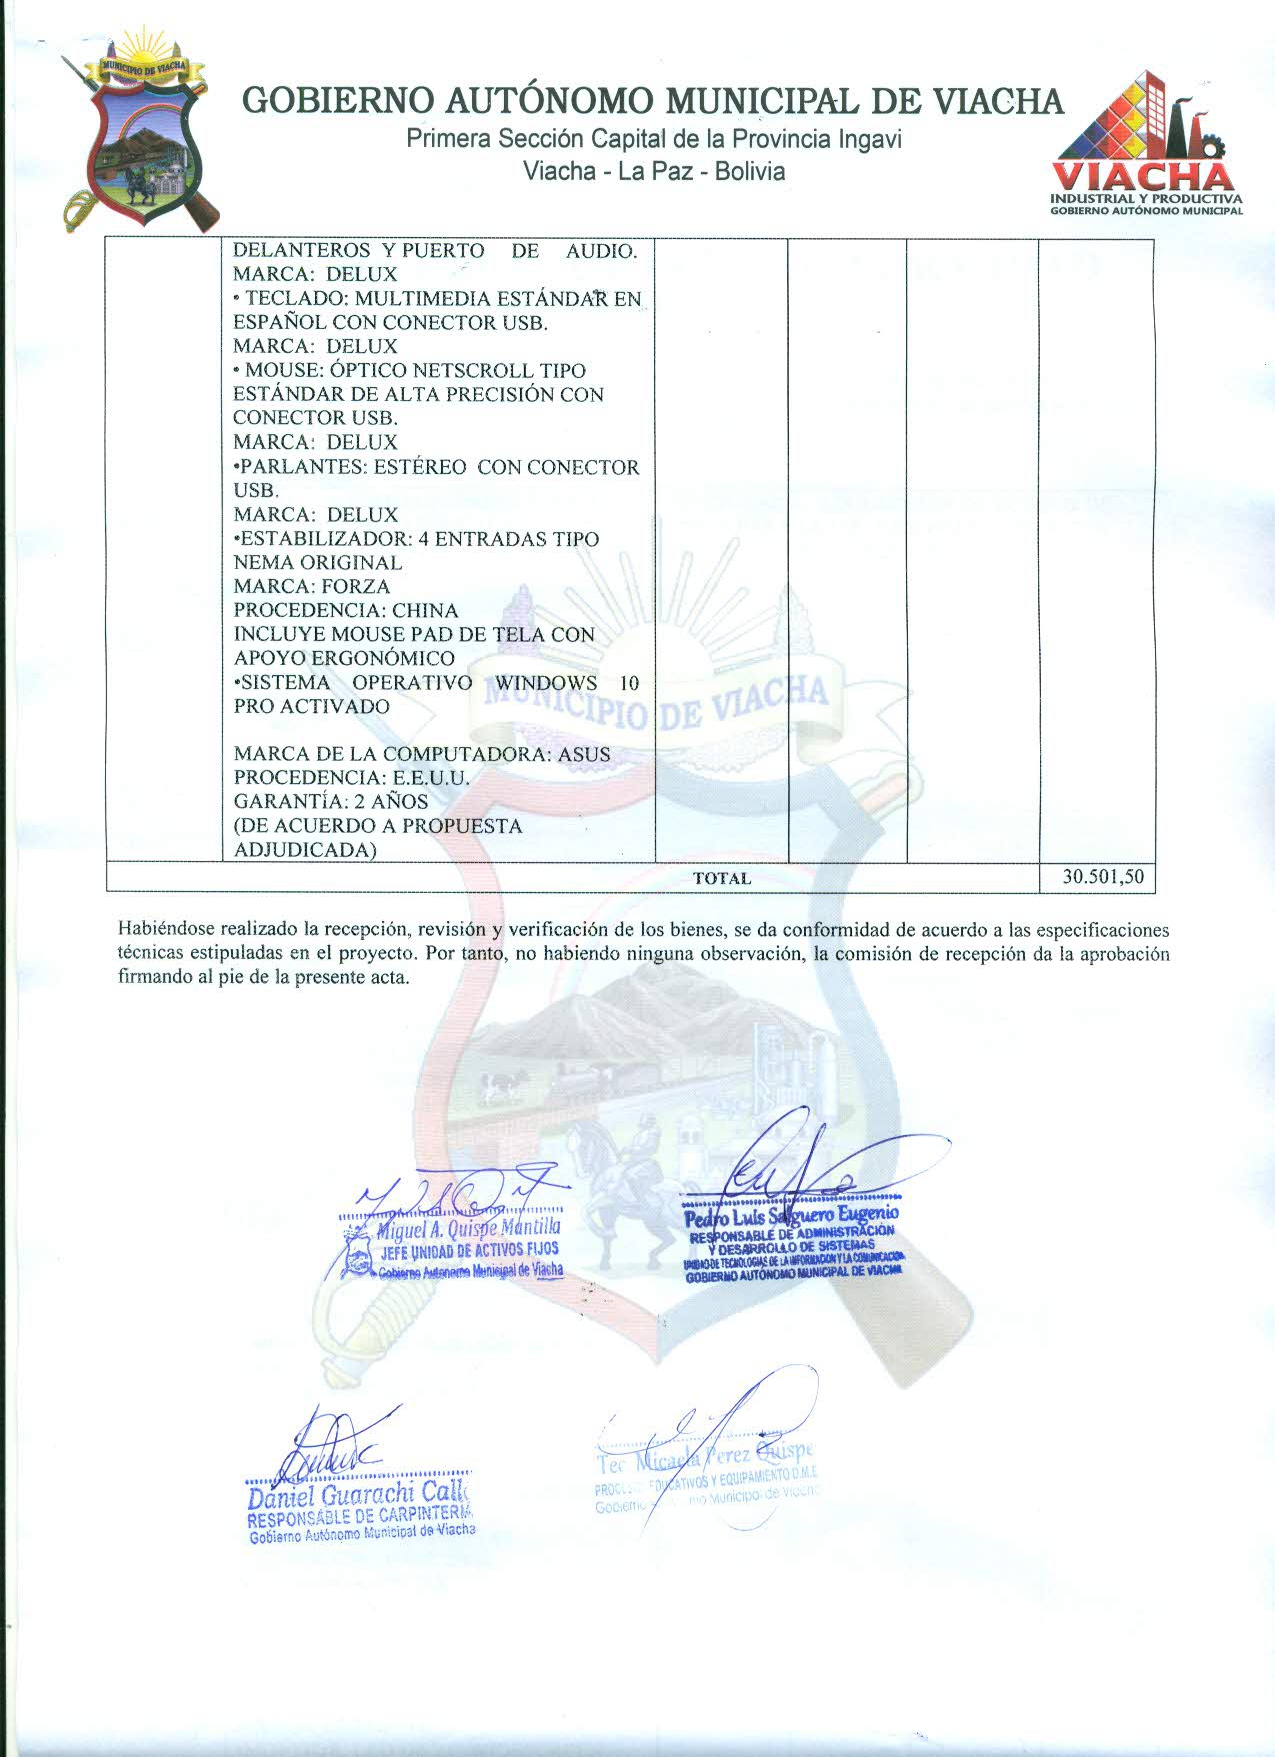 MUNICIPIO DE VIACHA
GOBIERNO AUTÓNOMO MUNICIPAL DE VIACHA
Primera Sección Capital de la Provincia Ingavi
Viacha - La Paz - Bolivia
VIACHA
INDUSTRIAL Y PRODUCTIVA
GOBIERNO AUTÓNOMO MUNICIPAL
DELANTEROS Y PUERTO DE AUDIO.
MARCA: DELUX
• TECLADO: MULTIMEDIA ESTÁNDAR EN
ESPAÑOL CON CONECTOR USB.
MARCA: DELUX
• MOUSE: ÓPTICO NETSCROLL TIPO
ESTÁNDAR DE ALTA PRECISIÓN CON
CONECTOR USB.
MARCA: DELUX
•PARLANTES: ESTÉREO CON CONECTOR
USB.
MARCA: DELUX
•ESTABILIZADOR: 4 ENTRADAS TIPO
NEMA ORIGINAL
MARCA: FORZA
PROCEDENCIA: CHINA
INCLUYE MOUSE PAD DE TELA CON
APOYO ERGONÓMICO
•SISTEMA OPERATIVO WINDOWS 10
PRO ACTIVADO
MUNICIPIO DE VIACHA
MARCA DE LA COMPUTADORA: ASUS
PROCEDENCIA: E.E.U.U.
GARANTÍA: 2 AÑOS
(DE ACUERDO A PROPUESTA
ADJUDICADA)
TOTAL 30.501,50
Habiéndose realizado la recepción, revisión y verificación de los bienes, se da conformidad de acuerdo a las especificaciones
técnicas estipuladas en el proyecto. Por tanto, no habiendo ninguna observación, la comisión de recepción da la aprobación
firmando al pie de la presente acta.
Miguel A. Quispe Mantilla
JEFE UNIDAD DE ACTIVOS FIJOS
Gobierno Autonomo Municipal de Viacha
Pedro Luis Salguero Eugenio
RESPONSABLE DE ADMINISTRACIÓN
Y DESARROLLO DE SISTEMAS
UNIDAD DE TECNOLOGIAS DE LA INFORMACION Y LA COMUNICACION
GOBIERNO AUTÓNOMO MUNICIPAL DE VIACHA
Daniel Guarachi
RESPONSABLE DE CARPINTERIA
Gobierno Autónomo Municipal de Viacha
Tec Micaela Perez Quispe
EDUCATIVOS Y EQUIPAMIENTO D.M.E
Gobierno Municipal de Viacha